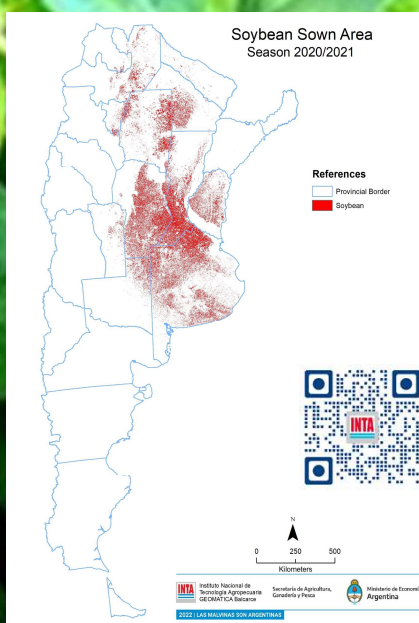 Soybean Sown Area
Season 2020/2021
References
Provincial Border
Soybean
INTA
N
0 250 500
Kilometers
INTA
Instituto Nacional de
Tecnología Agropecuaria
GEOMATICA Balcarce
Secretaría de Agricultura,
Ganadería y Pesca
Ministerio de Economí
Argentina
2022 | LAS MALVINAS SON ARGENTINAS